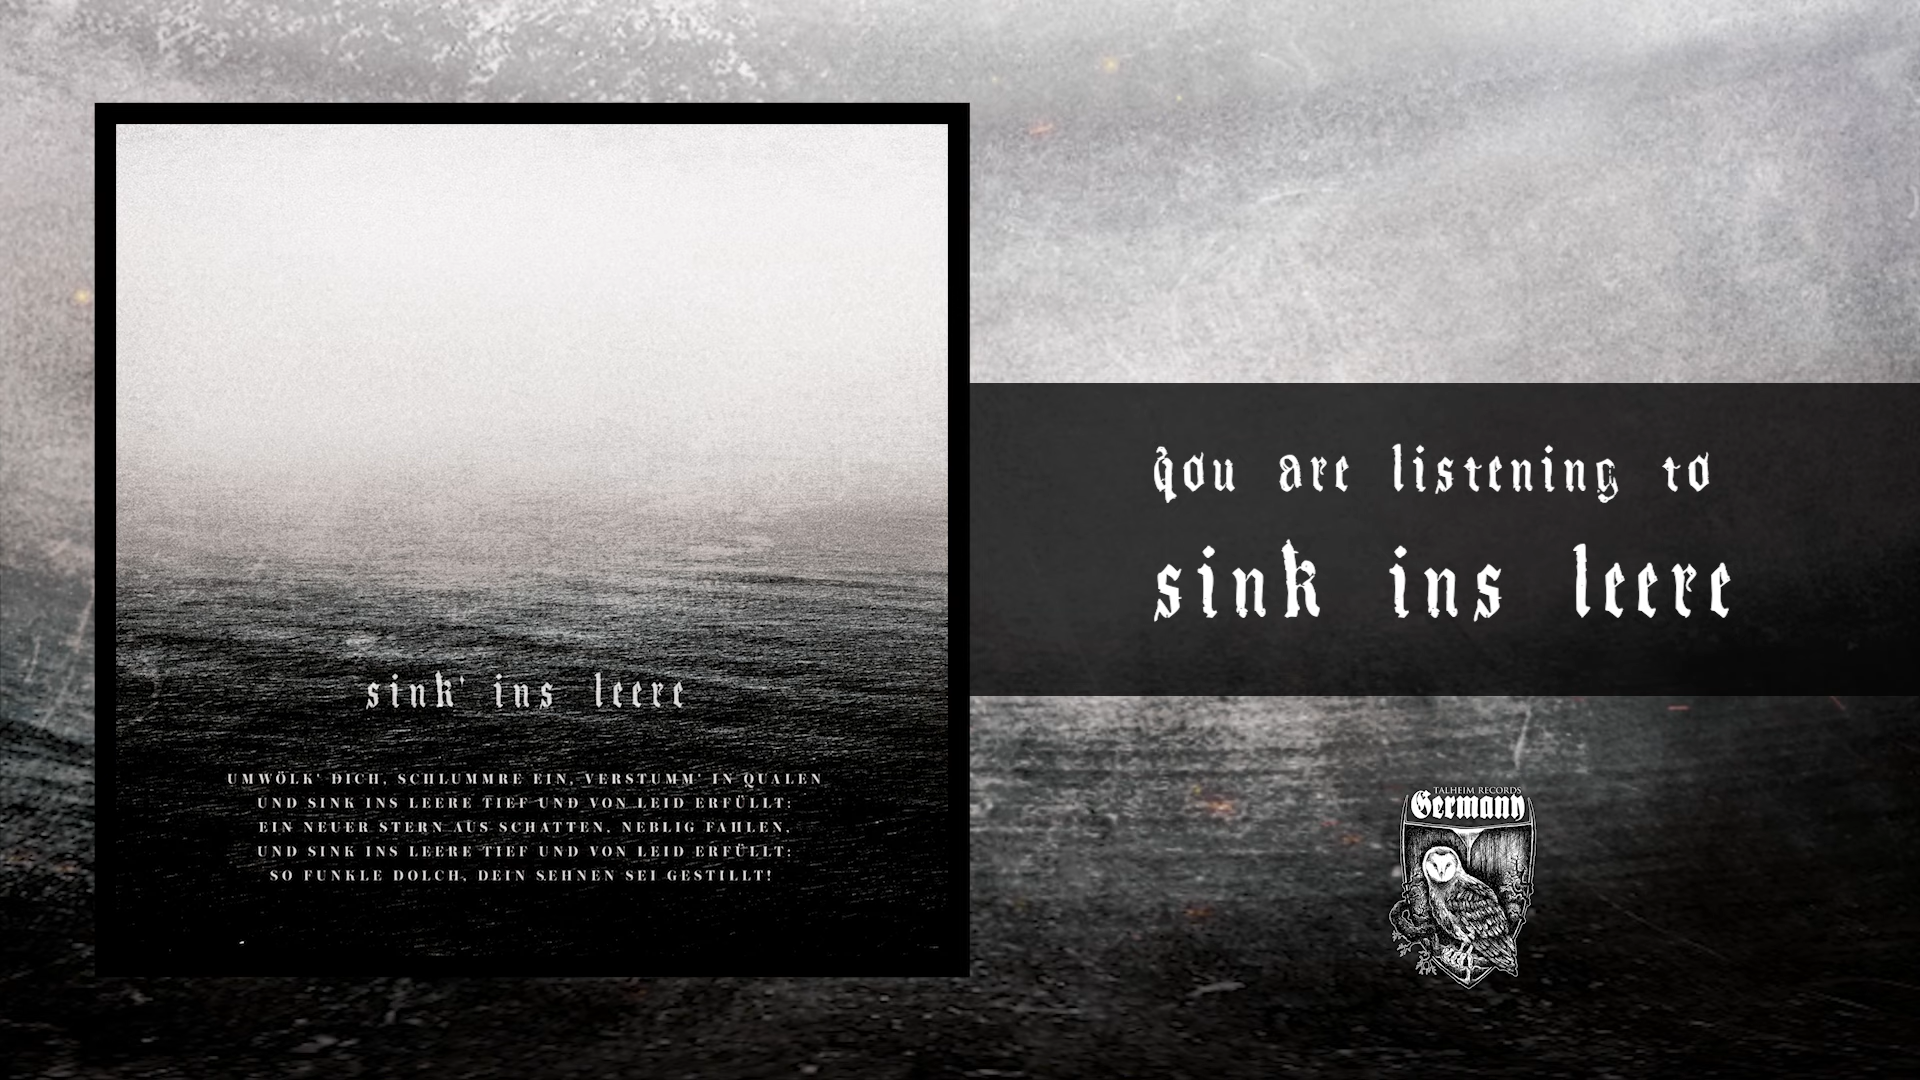 sink' ins leere
UMWÖLK' DICH, SCHLUMMRE EIN, VERSTUMM' IN QUALEN
UND SINK INS LEERE TIEF UND VON LEID ERFÜLLT:
EIN NEUER STERN AUS SCHATTEN, NEBLIG FAHLEN,
UND SINK INS LEERE TIEF UND VON LEID ERFÜLLT:
SO FUNKLE DOLCH, DEIN SEHNEN SEI GESTILLT!
you are listening to
sink ins leere
TALHEIM RECORDS
Germany